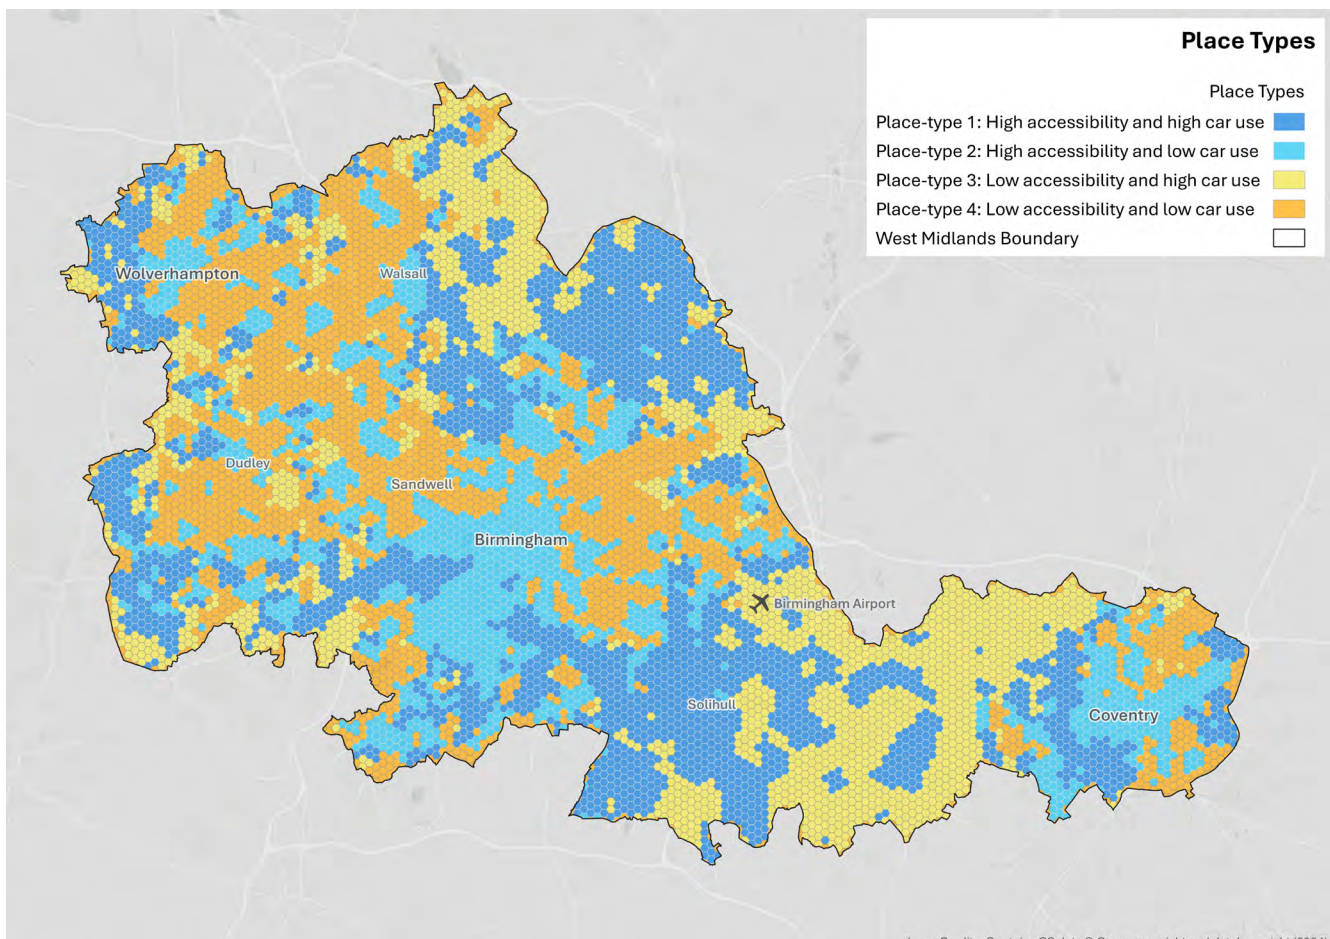 Place Types
Place Types
Place-type 1: High accessibility and high car use
Place-type 2: High accessibility and low car use
Place-type 3: Low accessibility and high car use
Place-type 4: Low accessibility and low car use
West Midlands Boundary
Wolverhampton
Walsall
Dudley
Sandwell
Birmingham
Birmingham Airport
Solihull
Coventry